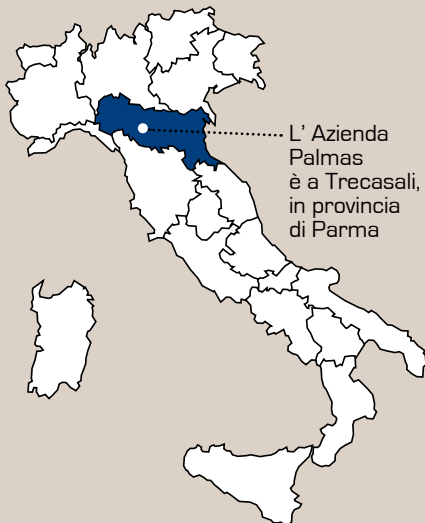 L' Azienda
Palmas
è a Trecasali,
in provincia
di Parma